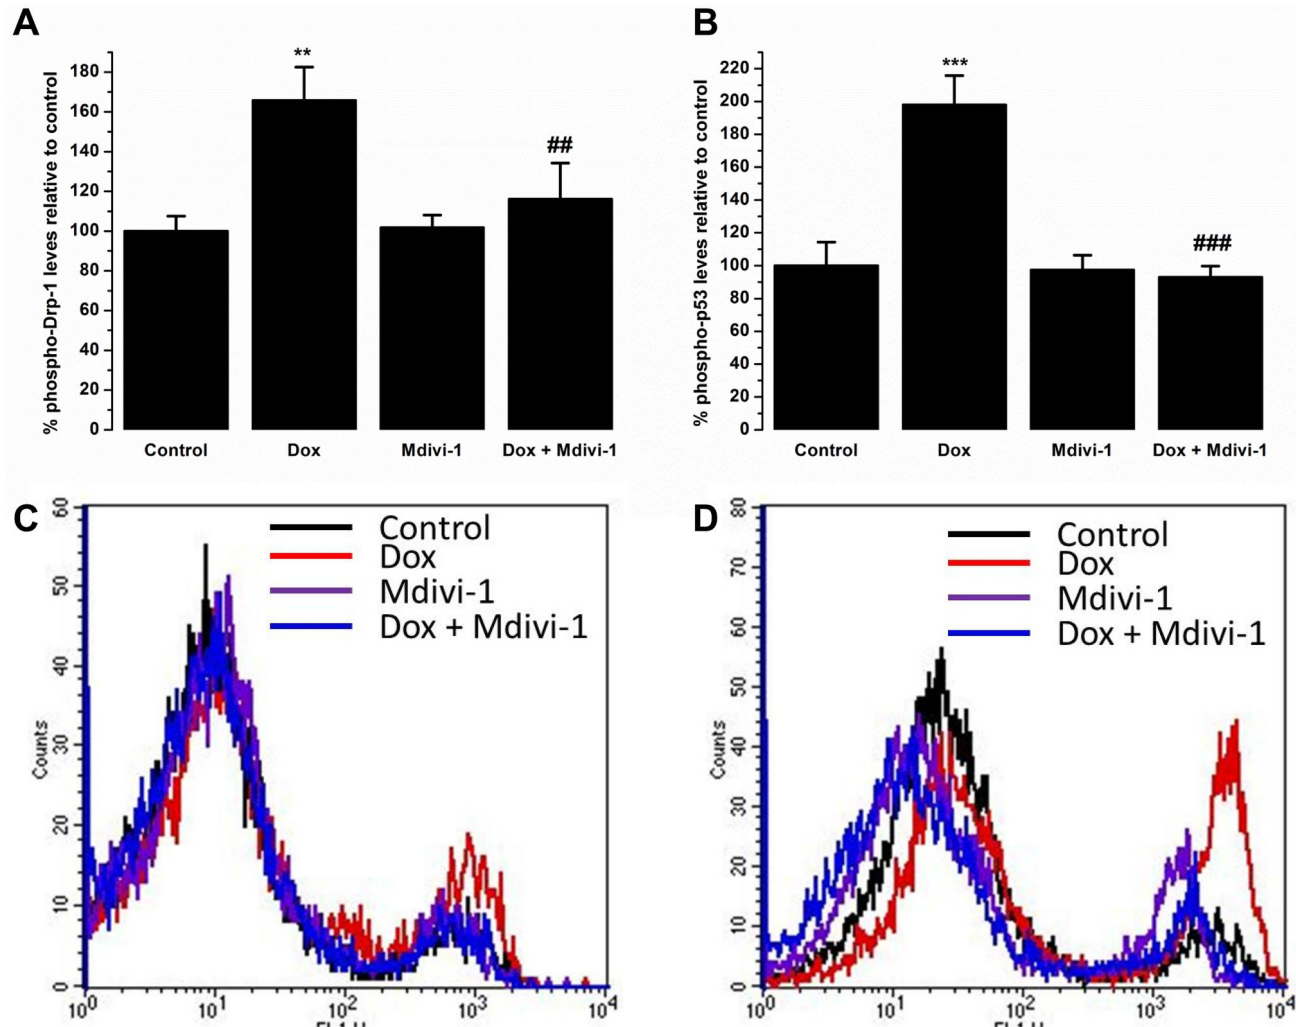 A
% phospho-Drp-1 leves relative to control
180
160
140
120
100
80
60
40
20
0
**
##
Control Dox Mdivi-1 Dox + Mdivi-1
B
% phospho-p53 leves relative to control
220
200
180
160
140
120
100
80
60
40
20
0
***
###
Control Dox Mdivi-1 Dox + Mdivi-1
C
Counts
60
50
40
30
20
10
0
Control
Dox
Mdivi-1
Dox + Mdivi-1
10⁰ 10¹ 10² 10³ 10⁴
D
Counts
80
70
60
50
40
30
20
10
0
Control
Dox
Mdivi-1
Dox + Mdivi-1
10⁰ 10¹ 10² 10³ 10⁴